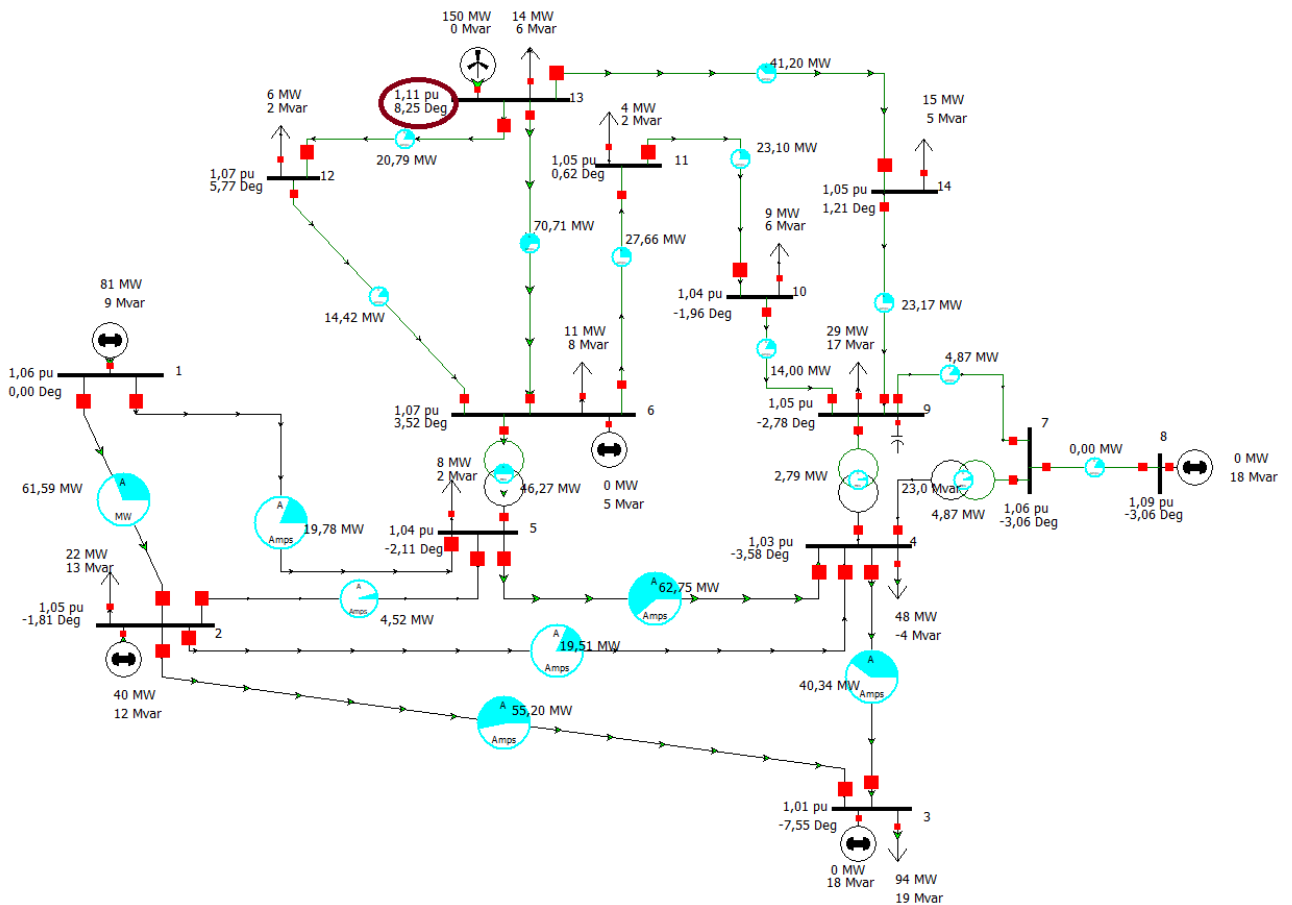 150 MW
0 Mvar
14 MW
6 Mvar
41,20 MW
1,11 pu
8,25 Deg
13
6 MW
2 Mvar
20,79 MW
4 MW
2 Mvar
23,10 MW
15 MW
5 Mvar
1,07 pu
5,77 Deg
12
1,05 pu
0,62 Deg
11
1,05 pu
1,21 Deg
14
70,71 MW
27,66 MW
9 MW
6 Mvar
81 MW
9 Mvar
14,42 MW
1,04 pu
-1,96 Deg
10
23,17 MW
11 MW
8 Mvar
29 MW
17 Mvar
14,00 MW
4,87 MW
1,06 pu
0,00 Deg
1
1,07 pu
3,52 Deg
6
1,05 pu
-2,78 Deg
9
7
0,00 MW
8
0 MW
18 Mvar
61,59 MW
A
MW
A
Amps
19,78 MW
8 MW
2 Mvar
46,27 MW
0 MW
5 Mvar
2,79 MW
23,0 Mvar
4,87 MW
1,06 pu
-3,06 Deg
1,09 pu
-3,06 Deg
1,04 pu
-2,11 Deg
5
1,03 pu
-3,58 Deg
4
22 MW
13 Mvar
1,05 pu
-1,81 Deg
2
A
Amps
4,52 MW
A
Amps
62,75 MW
48 MW
-4 Mvar
A
Amps
19,51 MW
A
Amps
40,34 MW
40 MW
12 Mvar
A
Amps
55,20 MW
1,01 pu
-7,55 Deg
3
0 MW
18 Mvar
94 MW
19 Mvar